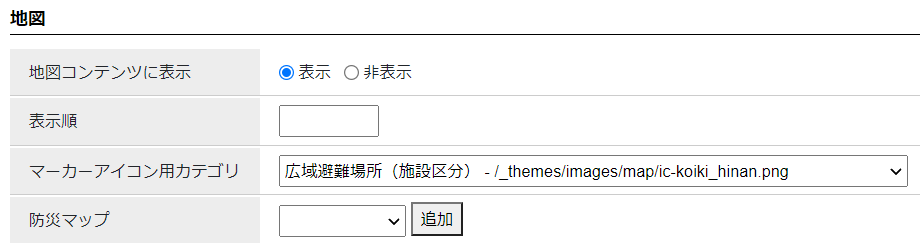 地図
地図コンテンツに表示 表示 非表示
表示順
マーカーアイコン用カテゴリ 広域避難場所（施設区分） - /_themes/images/map/ic-koiki_hinan.png
防災マップ 追加